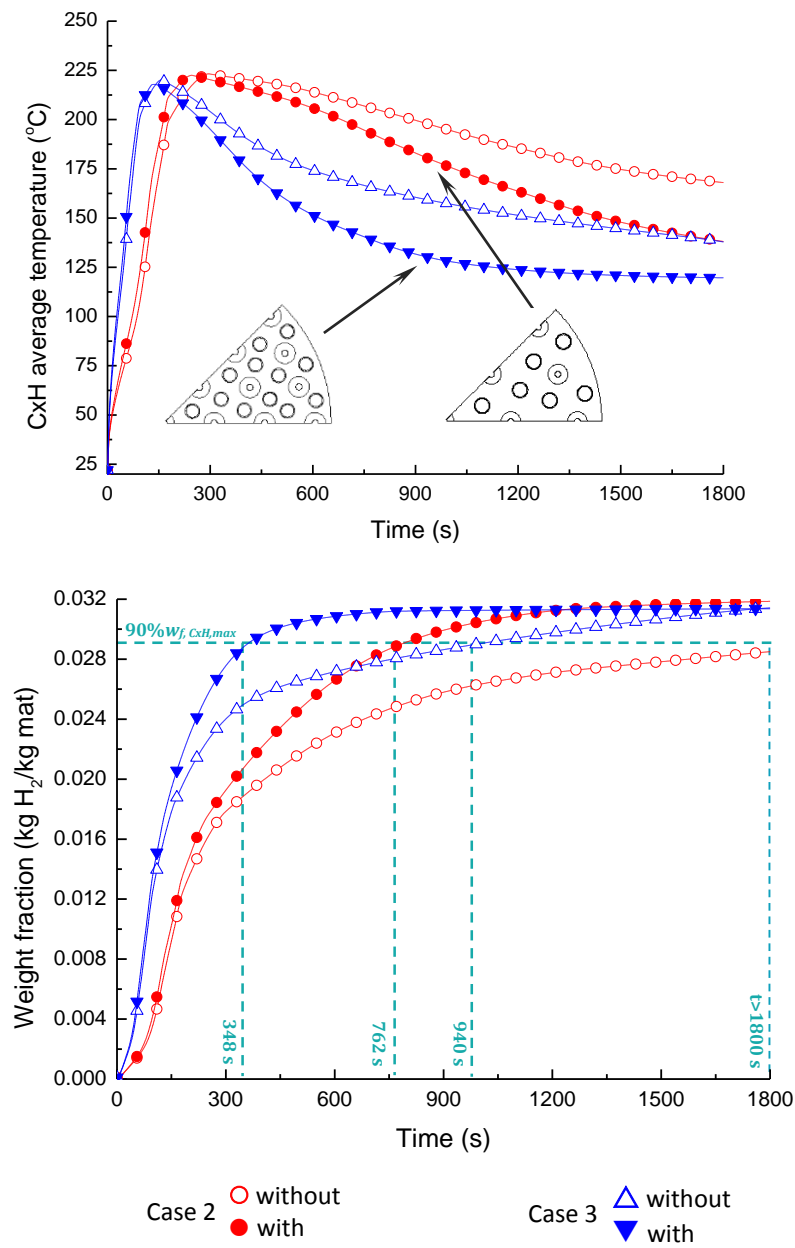 CxH average temperature (°C)
250
225
200
175
150
125
100
75
50
25
0
300
600
900
1200
1500
1800
Time (s)
Weight fraction (kg H₂/kg mat)
0.032
0.028
0.024
0.020
0.016
0.012
0.008
0.004
0.000
90%w_f, CxH,max
348 s
762 s
940 s
t>1800 s
0
300
600
900
1200
1500
1800
Time (s)
Case 2
without
with
Case 3
without
with